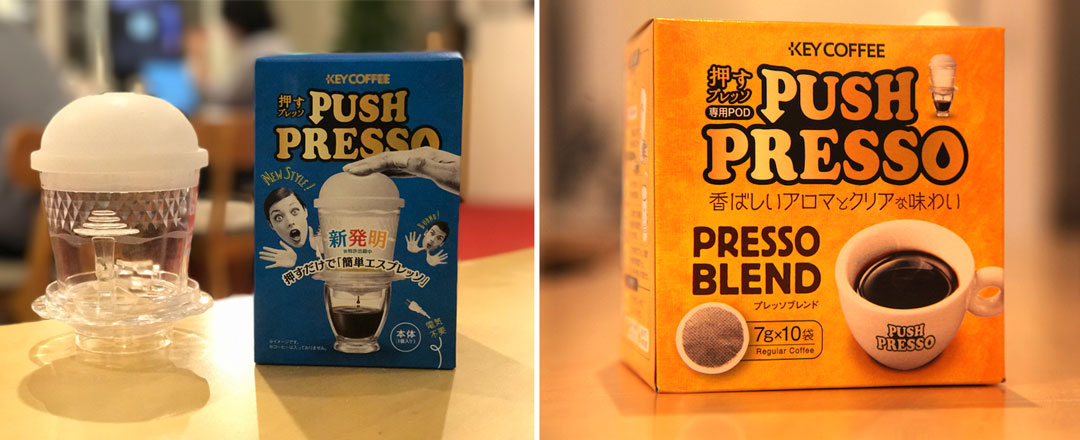 KEY COFFEE
押す
プレッソ
PUSH
PRESSO
NEW STYLE!
新発明
押すだけで「簡単エスプレッソ」
電気
不要
本体
(1個入り)
KEY COFFEE
押す
プレッソ
専用POD
PUSH
PRESSO
香ばしいアロマとクリアな味わい
PRESSO
BLEND
プレッソブレンド
7g×10袋
Regular Coffee
PUSH
PRESSO